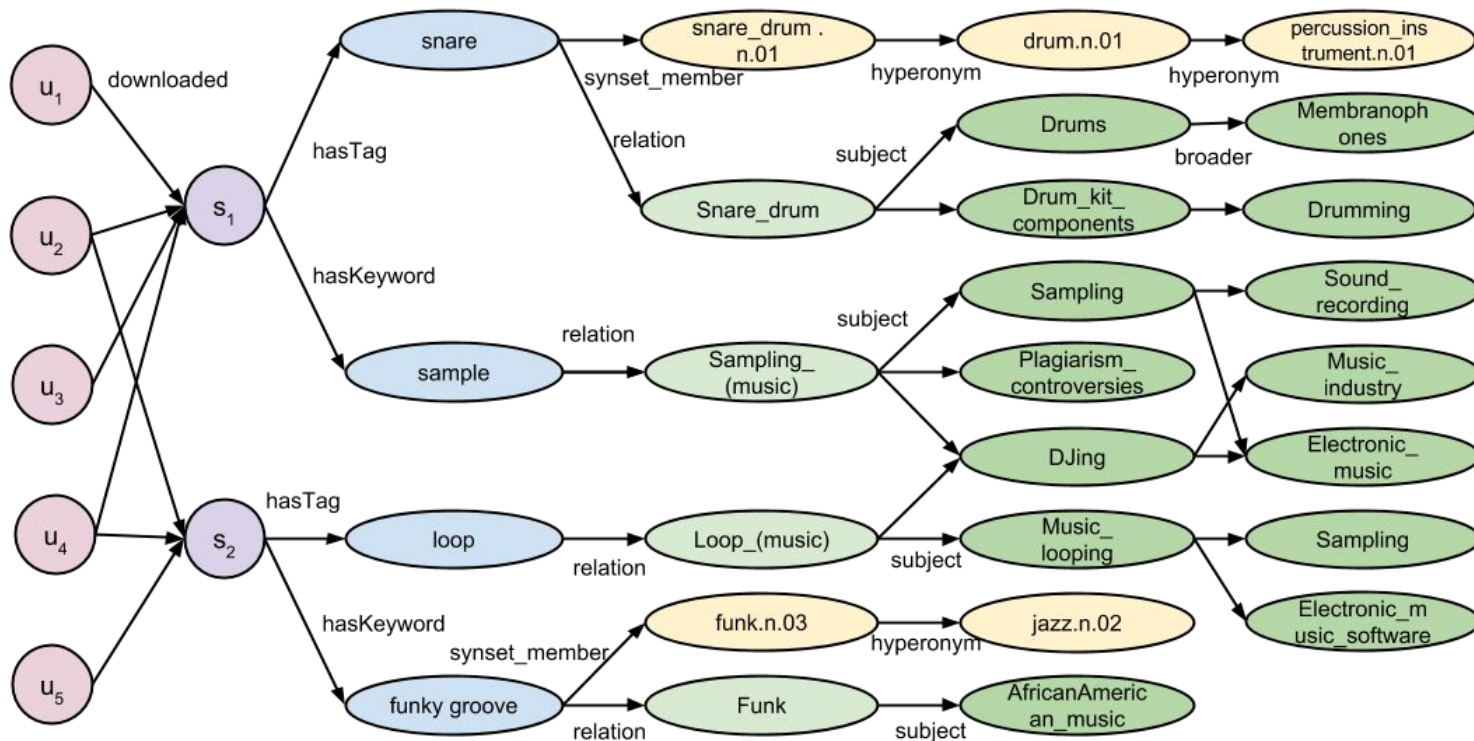 snare
snare_drum .
n.01
drum.n.01
percussion_ins
trument.n.01
downloaded
synset_member
hyperonym
hyperonym
u1
Drums
Membranoph
ones
hasTag
relation
subject
broader
s1
Snare_drum
Drum_kit_
components
Drumming
u2
hasKeyword
Sampling
Sound_
recording
relation
subject
u3
sample
Sampling_
(music)
Plagiarism_
controversies
Music_
industry
DJing
Electronic_
music
hasTag
u4
s2
loop
Loop_(music)
Music_
looping
Sampling
relation
subject
hasKeyword
funk.n.03
jazz.n.02
Electronic_m
usic_software
synset_member
hyperonym
u5
funky groove
Funk
AfricanAmeric
an_music
relation
subject